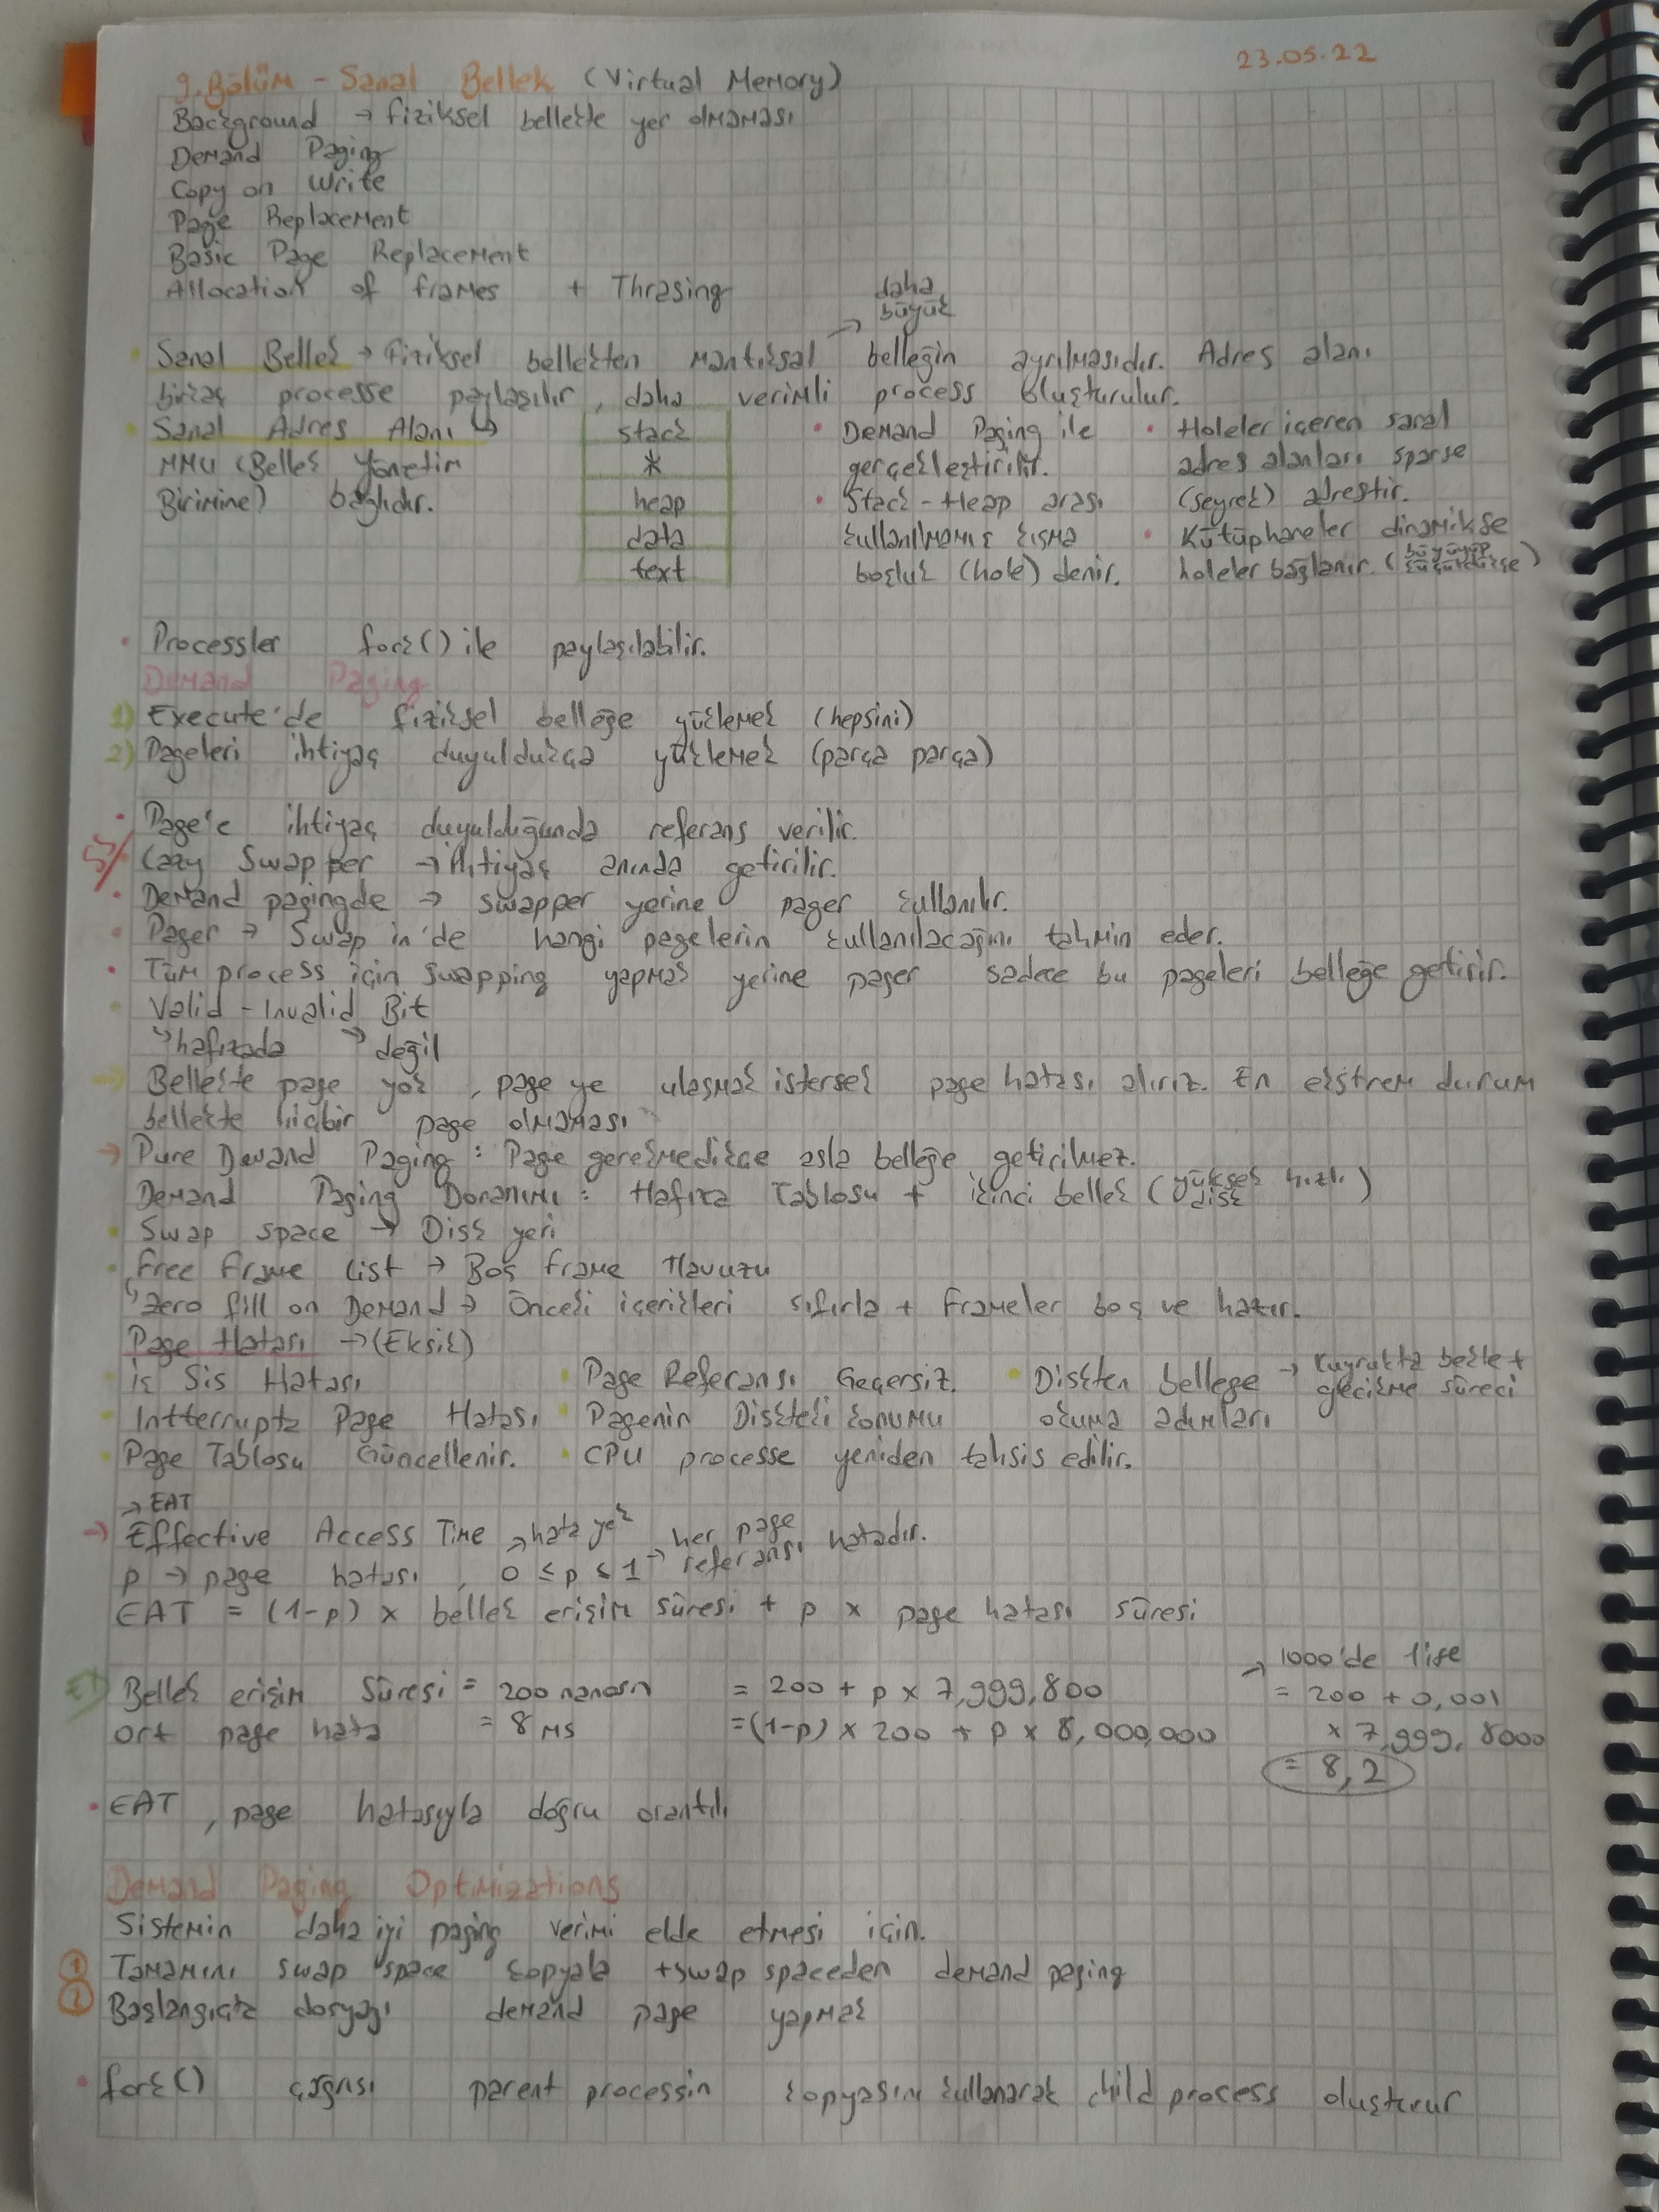 23.05.22
9.Bölüm - Sanal Bellek (Virtual Memory)
Background → fiziksel bellekte yer olmaması
Demand Paging
Copy on Write
Page Replacement
Basic Page Replacement
Allocation of frames + Thrasing
daha büyük
Sanal Bellek → Fiziksel bellekten mantıksal → belleğin ayrılmasıdır. Adres alanı
birkaç processe paylaşılır, daha verimli process oluşturulur.
Sanal Adres Alanı ↳
MMU (Bellek Yönetim
Birimine) bağlıdır.
stack
*
heap
data
text
• Demand Paging ile
gerçekleştirilir.
• Stack - Heap arası
kullanılmamış kısma
boşluk (hole) denir.
• Holeler içeren sanal
adres alanları sparse
(seyrek) adrestir.
• Kütüphaneler dinamikse
holeler bağlanır. (büyüyüp küçüldükçe)
• Processler fork() ile paylaşılabilir.
Demand Paging
1) Execute'de fiziksel belleğe yüklemek (hepsini)
2) Pageleri ihtiyaç duyuldukça yüklemek (parça parça)
• Page'e ihtiyaç duyulduğunda referans verilir.
Lazy Swapper → ihtiyaç anında getirilir.
• Demand pagingde → swapper yerine pager kullanılır.
• Pager → Swap in'de hangi pagelerin kullanılacağını tahmin eder.
• Tüm process için swapping yapmak yerine pager sadece bu pageleri belleğe getirir.
• Valid - Invalid Bit
↳ hafızada ↳ değil
→ Bellekte page yok, page ye ulaşmak istersek page hatası alırız. En ekstrem durum
bellekte hiçbir page olmaması
→ Pure Demand Paging : Page gerekmedikçe asla belleğe getirilmez.
Demand Paging Donanımı : Hafıza Tablosu + ikinci bellek (yüksek hızlı disk)
• Swap space → Disk yeri
• Free Frame List → Boş frame Havuzu
↳ Zero fill on Demand → Önceki içerikleri sıfırla + Frameler boş ve hazır.
Page Hatası → (Eksik)
• İş Sis Hatası
• Page Referansı Geçersiz.
• Diskten belleğe → Kuyrukta bekle +
gecikme süreci
• Intterrupta Page Hatası
• Pagenin Diskteki konumu
okuma adımları
• Page Tablosu Güncellenir.
• CPU processe yeniden tahsis edilir.
→ EAT
→ Effective Access Time → hata yok her page referansı hatadır.
p → page hatası, 0 ≤ p ≤ 1 →
EAT = (1-p) x bellek erişim süresi + p x page hatası süresi
1000'de 1 ise
Bellek erişim Süresi = 200 nanosn
= 200 + p x 7,999,800
= 200 + 0,001
ort page hata = 8 ms
=(1-p) x 200 + p x 8,000,000
x 7,999,8000
= 8,2
• EAT, page hatasıyla doğru orantılı
Demand Paging Optimizations
Sistemin daha iyi paging verimi elde etmesi için.
1 Tamamını swap space kopyala + swap spaceden demand paging
2 Başlangıçta dosyayı demand page yapmak
• fork() çağrısı parent processin kopyasını kullanarak child process oluşturur